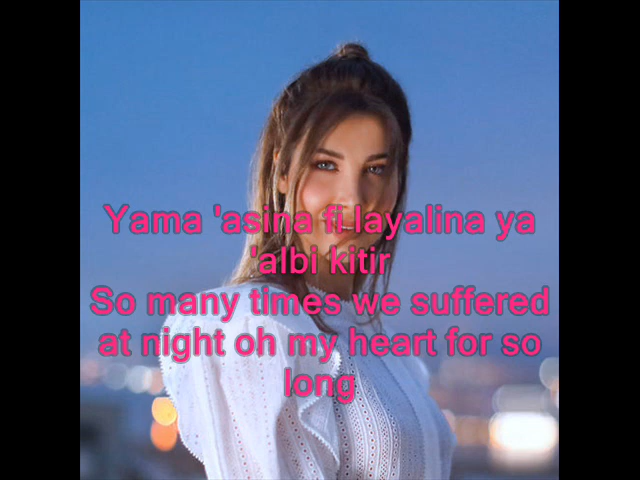 Yama 'asina fi layalina ya
'albi kitir
So many times we suffered
at night oh my heart for so
long